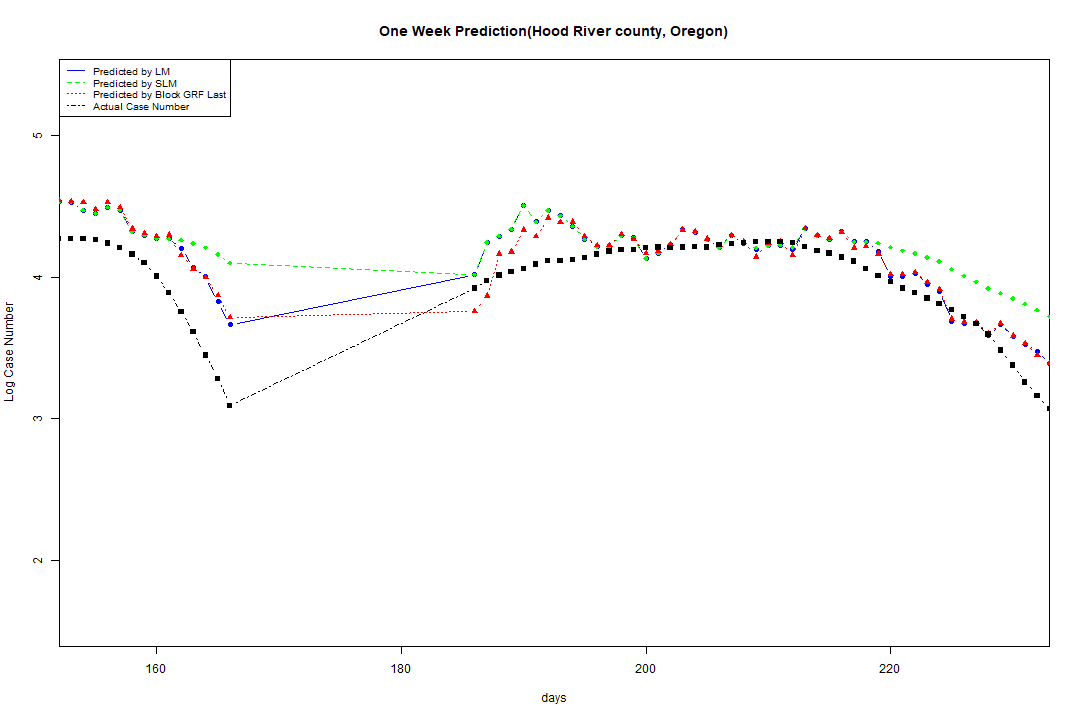 One Week Prediction(Hood River county, Oregon)
Predicted by LM
Predicted by SLM
Predicted by Block GRF Last
Actual Case Number
5
4
3
2
Log Case Number
160 180 200 220
days